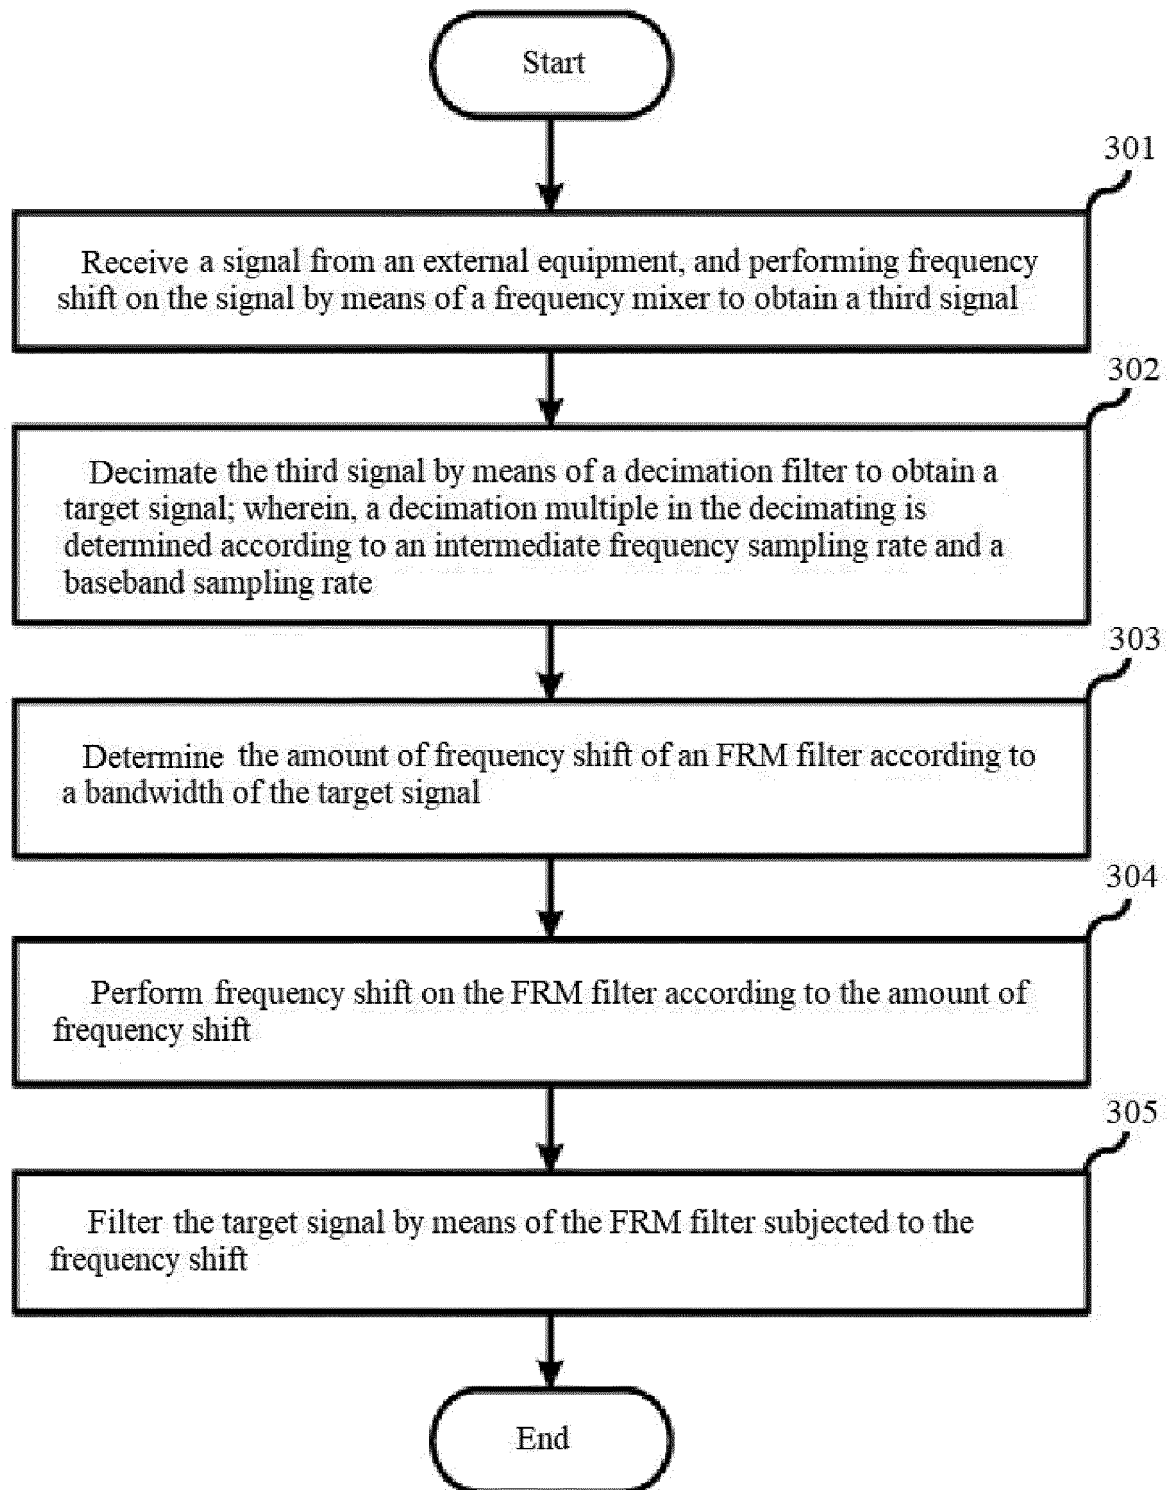 Start
301
Receive a signal from an external equipment, and performing frequency
shift on the signal by means of a frequency mixer to obtain a third signal
302
Decimate the third signal by means of a decimation filter to obtain a
target signal; wherein, a decimation multiple in the decimating is
determined according to an intermediate frequency sampling rate and a
baseband sampling rate
303
Determine the amount of frequency shift of an FRM filter according to
a bandwidth of the target signal
304
Perform frequency shift on the FRM filter according to the amount of
frequency shift
305
Filter the target signal by means of the FRM filter subjected to the
frequency shift
End